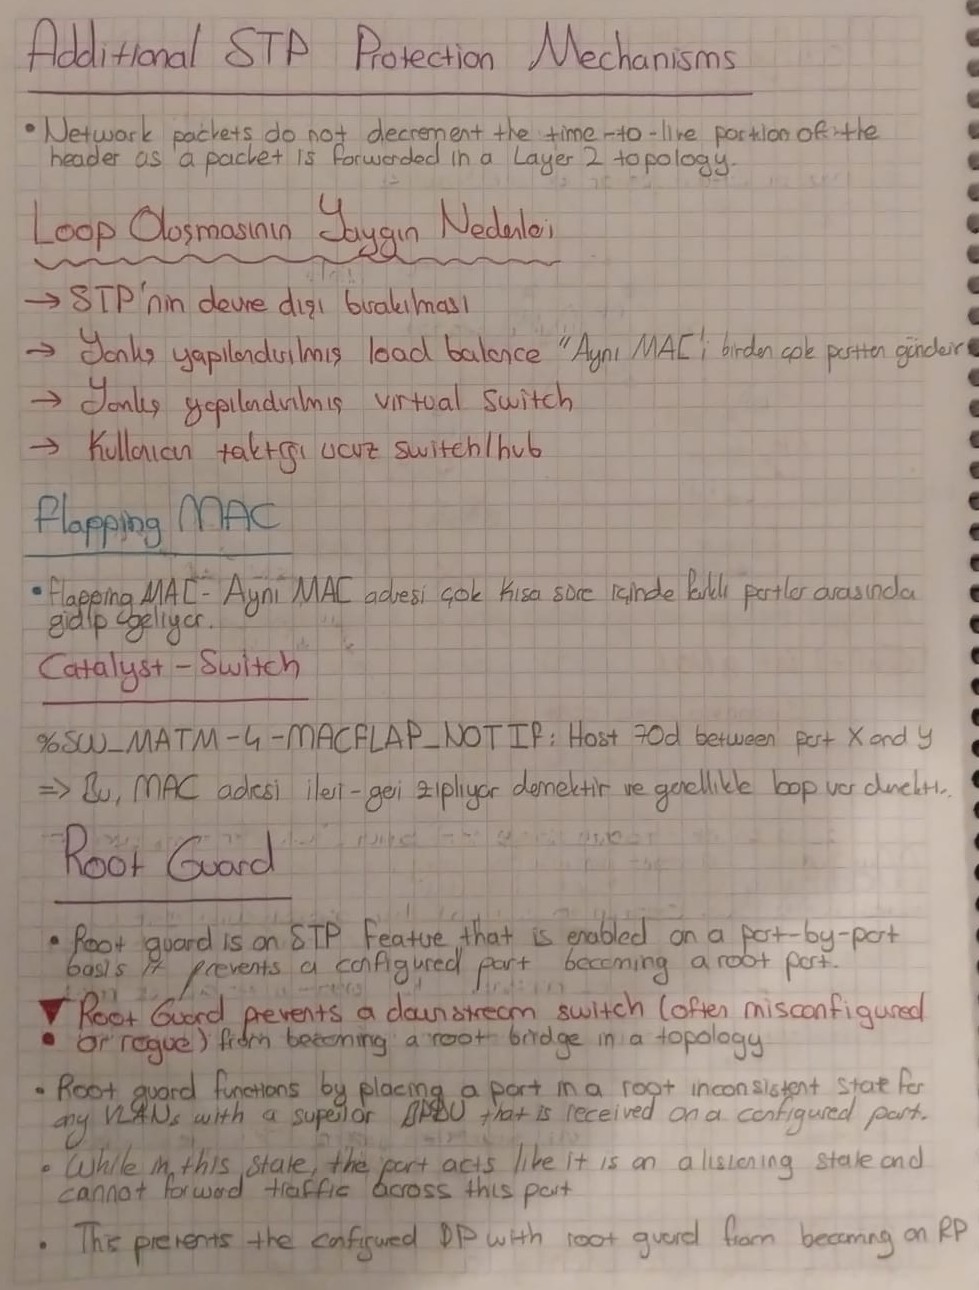 Additional STP Protection Mechanisms
• Network packets do not decrement the time-to-live portion of the
header as a packet is forwarded in a Layer 2 topology.
Loop Oluşmasının Yaygın Nedenleri
→ STP'nin devre dışı bırakılması
→ Yanlış yapılandırılmış load balance "Aynı MAC'i birden çok porttan gönderir
→ Yanlış yapılandırılmış virtual switch
→ Kullanıcın taktığı ucuz switch/hub
Flapping MAC
• Flapping MAC - Aynı MAC adresi çok kısa süre içinde farklı portlar arasında
gidip geliyor.
Catalyst - Switch
%SW_MATM-4-MACFLAP_NOTIF: Host 70d between port X and Y
=> Bu, MAC adresi ileri-geri zıplıyor demektir ve genellikle loop var demektir.
Root Guard
• Root guard is an STP Feature that is enabled on a port-by-port
basis it prevents a configured port becoming a root port.
▼ Root Guard prevents a downstream switch (often misconfigured
• or rogue) from becoming a root bridge in a topology
• Root guard functions by placing a port in a root inconsistent state for
any VLANs with a superior BPDU that is received on a configured port.
• While in this state, the port acts like it is on a listening state and
cannot forward traffic across this port
• This prevents the configured DP with root guard from becoming an RP